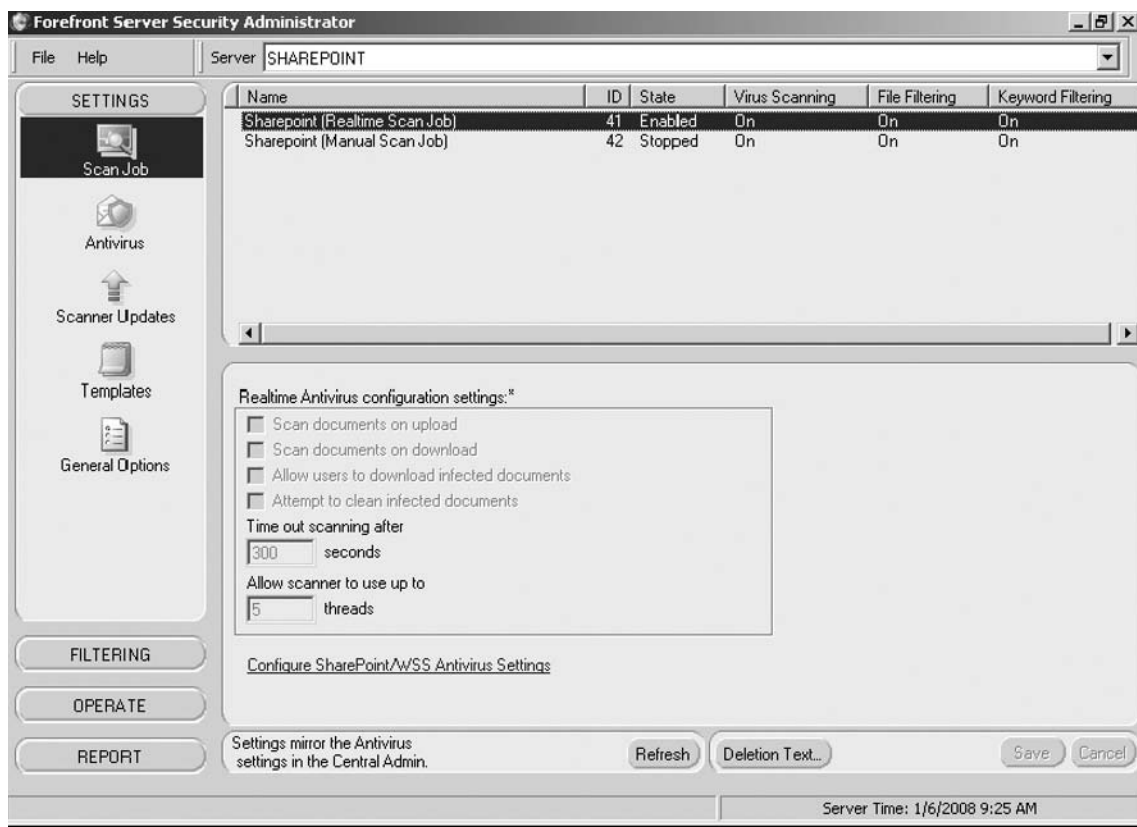 Forefront Server Security Administrator
File Help Server SHAREPOINT
SETTINGS
Scan Job
Antivirus
Scanner Updates
Templates
General Options
FILTERING
OPERATE
REPORT
Name ID State Virus Scanning File Filtering Keyword Filtering
Sharepoint (Realtime Scan Job) 41 Enabled On On On
Sharepoint (Manual Scan Job) 42 Stopped On On On
Realtime Antivirus configuration settings:*
Scan documents on upload
Scan documents on download
Allow users to download infected documents
Attempt to clean infected documents
Time out scanning after
300 seconds
Allow scanner to use up to
5 threads
Configure SharePoint/WSS Antivirus Settings
Settings mirror the Antivirus
settings in the Central Admin.
Refresh Deletion Text... Save Cancel
Server Time: 1/6/2008 9:25 AM